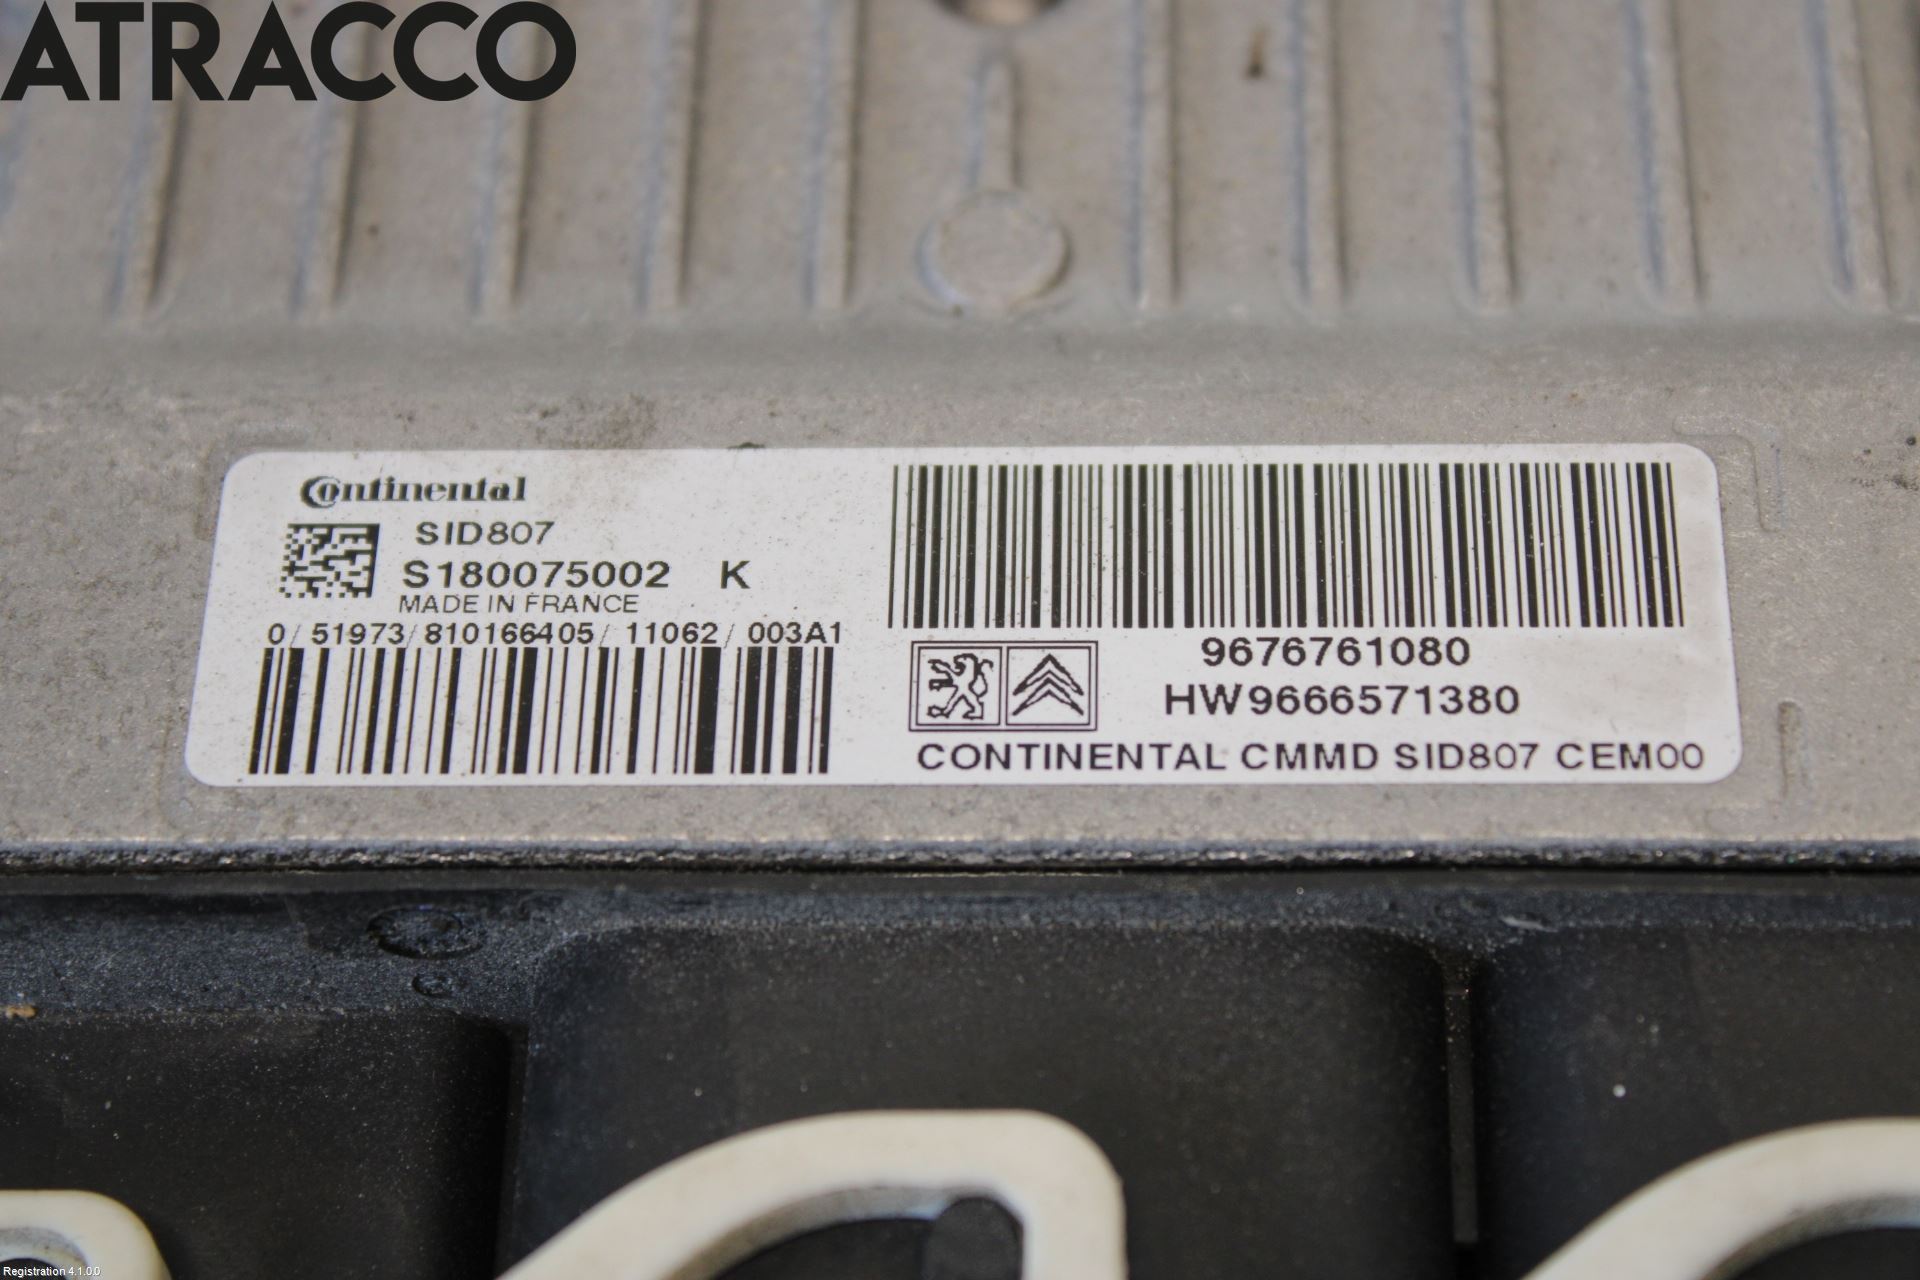 ATRACCO
Continental
SID807
S180075002 K
MADE IN FRANCE
0/ 51973/810166405/ 11062/ 003A1
9676761080
HW9666571380
CONTINENTAL CMMD SID807 CEM00
Registration 4.1.0.0